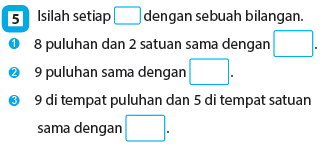 5 Isilah setiap dengan sebuah bilangan.
1 8 puluhan dan 2 satuan sama dengan .
2 9 puluhan sama dengan .
3 9 di tempat puluhan dan 5 di tempat satuan
sama dengan .